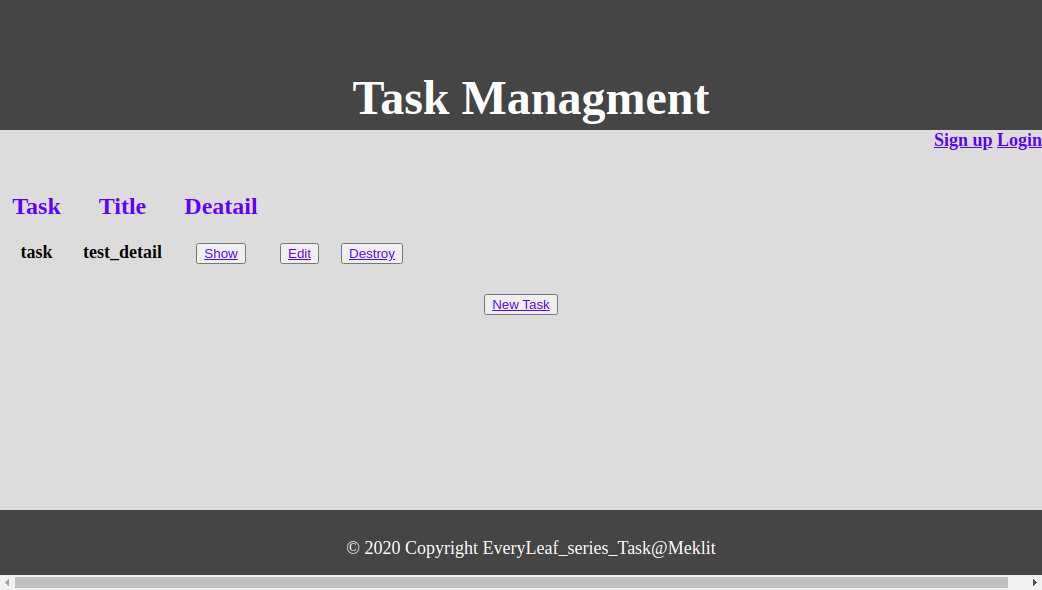 Task Managment
Sign up Login
Task Title Deatail
task test_detail Show Edit Destroy
New Task
© 2020 Copyright EveryLeaf_series_Task@Meklit